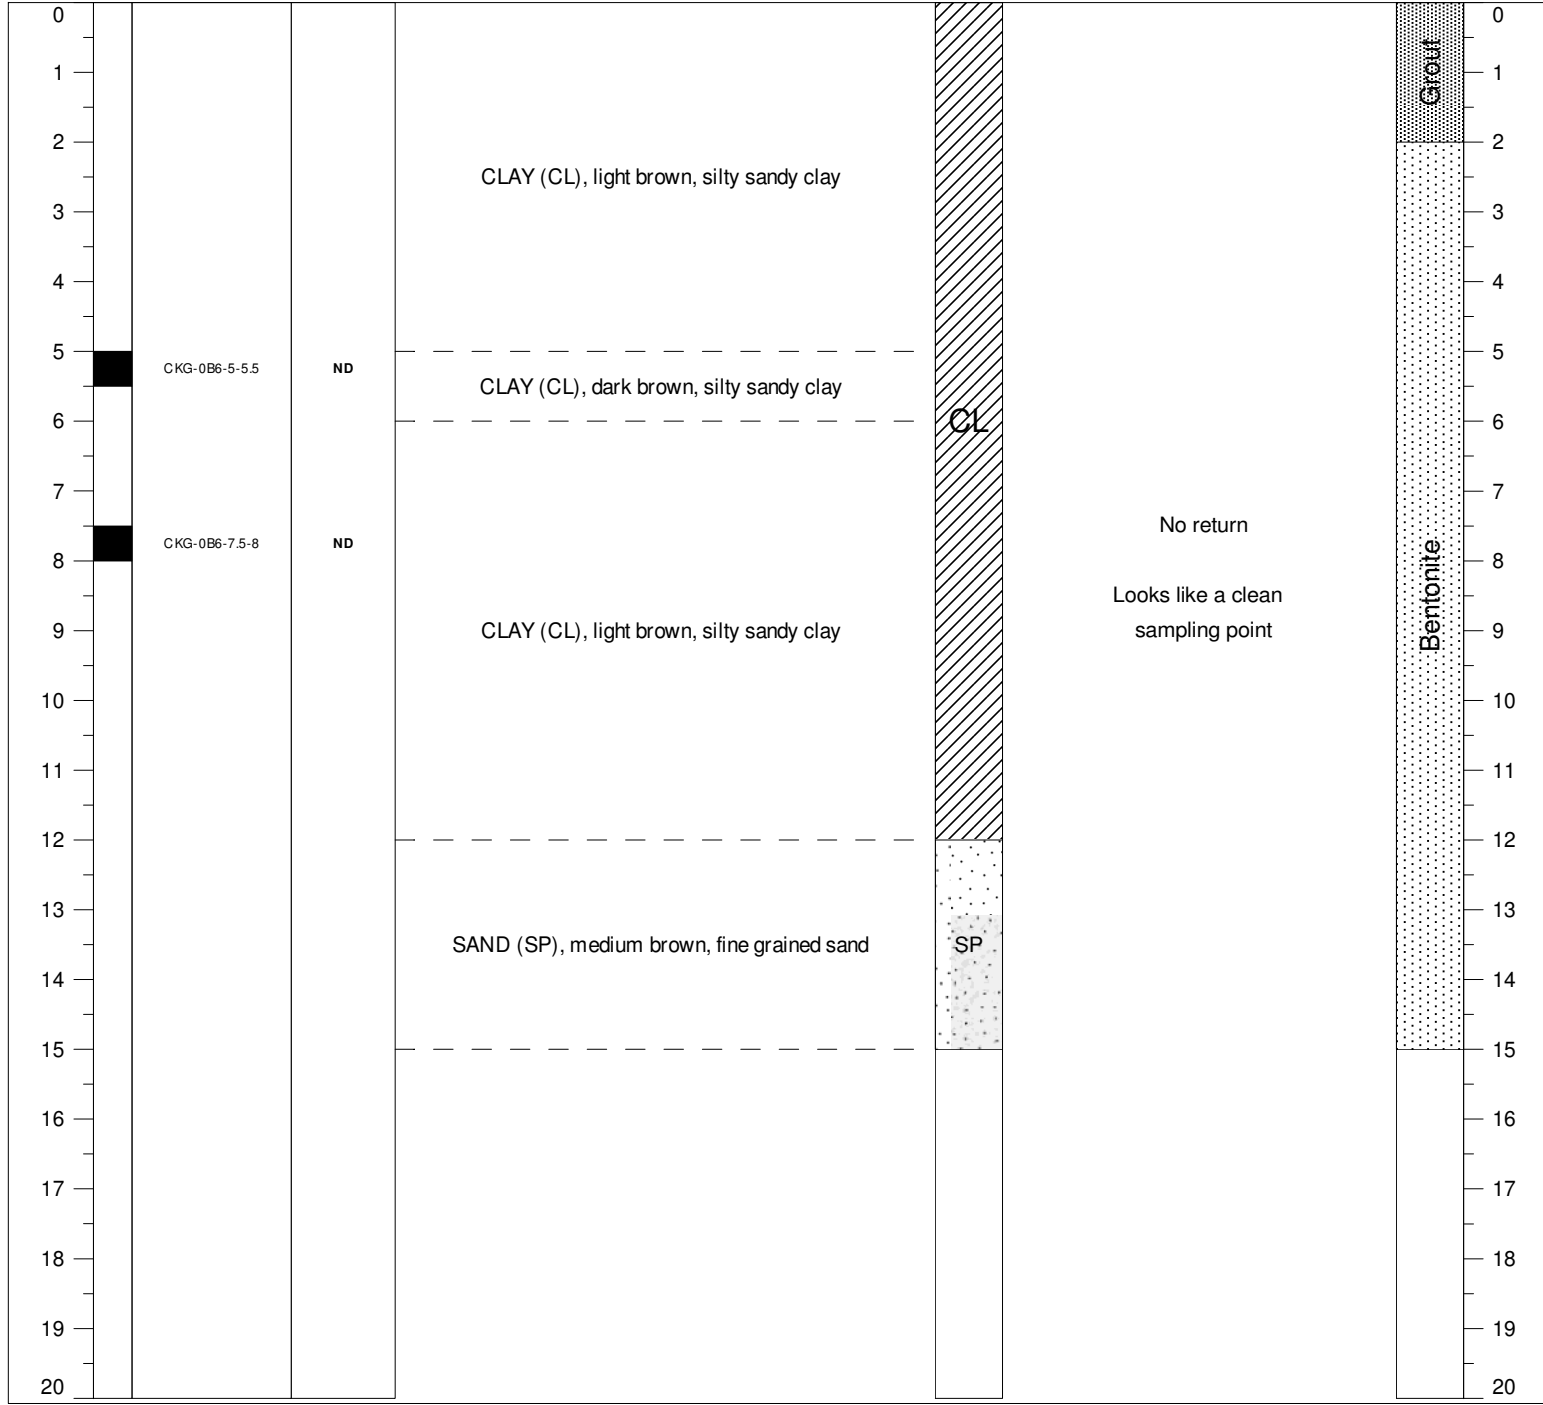 0 0
1 1
Grout
2 2
CLAY (CL), light brown, silty sandy clay
3 3
4 4
5 5
CKG-0B6-5-5.5 ND
CLAY (CL), dark brown, silty sandy clay
CL
6 6
7 7
No return
CKG-0B6-7.5-8 ND
8 8
Bentonite
Looks like a clean
sampling point
9 CLAY (CL), light brown, silty sandy clay 9
10 10
11 11
12 12
13 13
SAND (SP), medium brown, fine grained sand SP
14 14
15 15
16 16
17 17
18 18
19 19
20 20